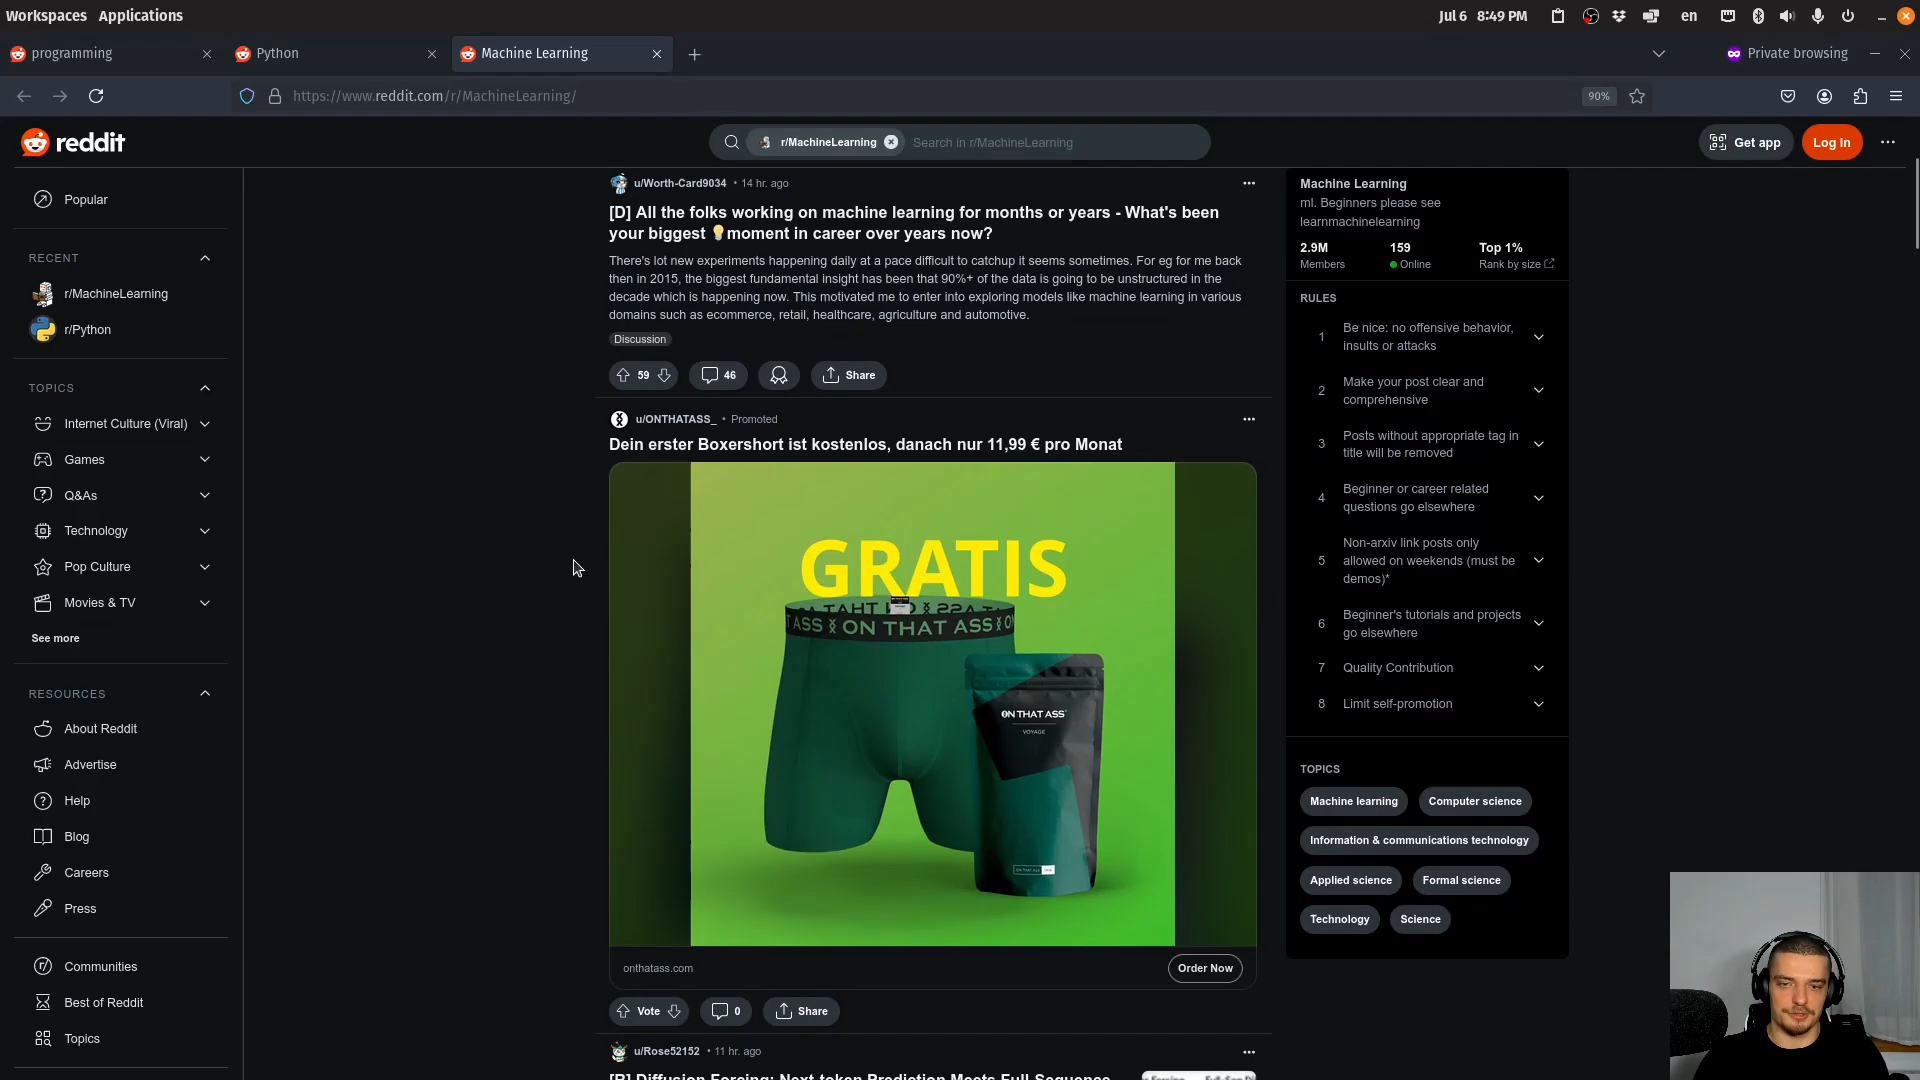 Workspaces Applications
Jul 6 8:49 PM
en
programming
Python
Machine Learning
Private browsing
https://www.reddit.com/r/MachineLearning/
90%
reddit
r/MachineLearning
Search in r/MachineLearning
Get app
Log In
Popular
RECENT
r/MachineLearning
r/Python
TOPICS
Internet Culture (Viral)
Games
Q&As
Technology
Pop Culture
Movies & TV
See more
RESOURCES
About Reddit
Advertise
Help
Blog
Careers
Press
Communities
Best of Reddit
Topics
u/Worth-Card9034 • 14 hr. ago
[D] All the folks working on machine learning for months or years - What's been
your biggest 💡moment in career over years now?
There's lot new experiments happening daily at a pace difficult to catchup it seems sometimes. For eg for me back
then in 2015, the biggest fundamental insight has been that 90%+ of the data is going to be unstructured in the
decade which is happening now. This motivated me to enter into exploring models like machine learning in various
domains such as ecommerce, retail, healthcare, agriculture and automotive.
Discussion
59
46
Share
u/ONTHATASS_ • Promoted
Dein erster Boxershort ist kostenlos, danach nur 11,99 € pro Monat
GRATIS
T ASS ON THAT ASS ON
ON THAT ASS
VOYAGE
onthatass.com
Order Now
Vote
0
Share
u/Rose52152 • 11 hr. ago
[R] Diffusion Forcing: Next-token Prediction Meets Full-Sequence
Machine Learning
ml. Beginners please see
learnmachinelearning
2.9M
Members
159
Online
Top 1%
Rank by size
RULES
1 Be nice: no offensive behavior,
insults or attacks
2 Make your post clear and
comprehensive
3 Posts without appropriate tag in
title will be removed
4 Beginner or career related
questions go elsewhere
5 Non-arxiv link posts only
allowed on weekends (must be
demos)*
6 Beginner's tutorials and projects
go elsewhere
7 Quality Contribution
8 Limit self-promotion
TOPICS
Machine learning
Computer science
Information & communications technology
Applied science
Formal science
Technology
Science